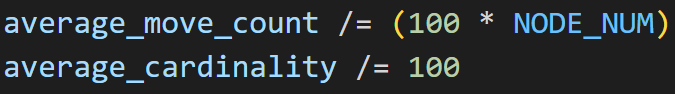 average_move_count /= (100 * NODE_NUM)
average_cardinality /= 100